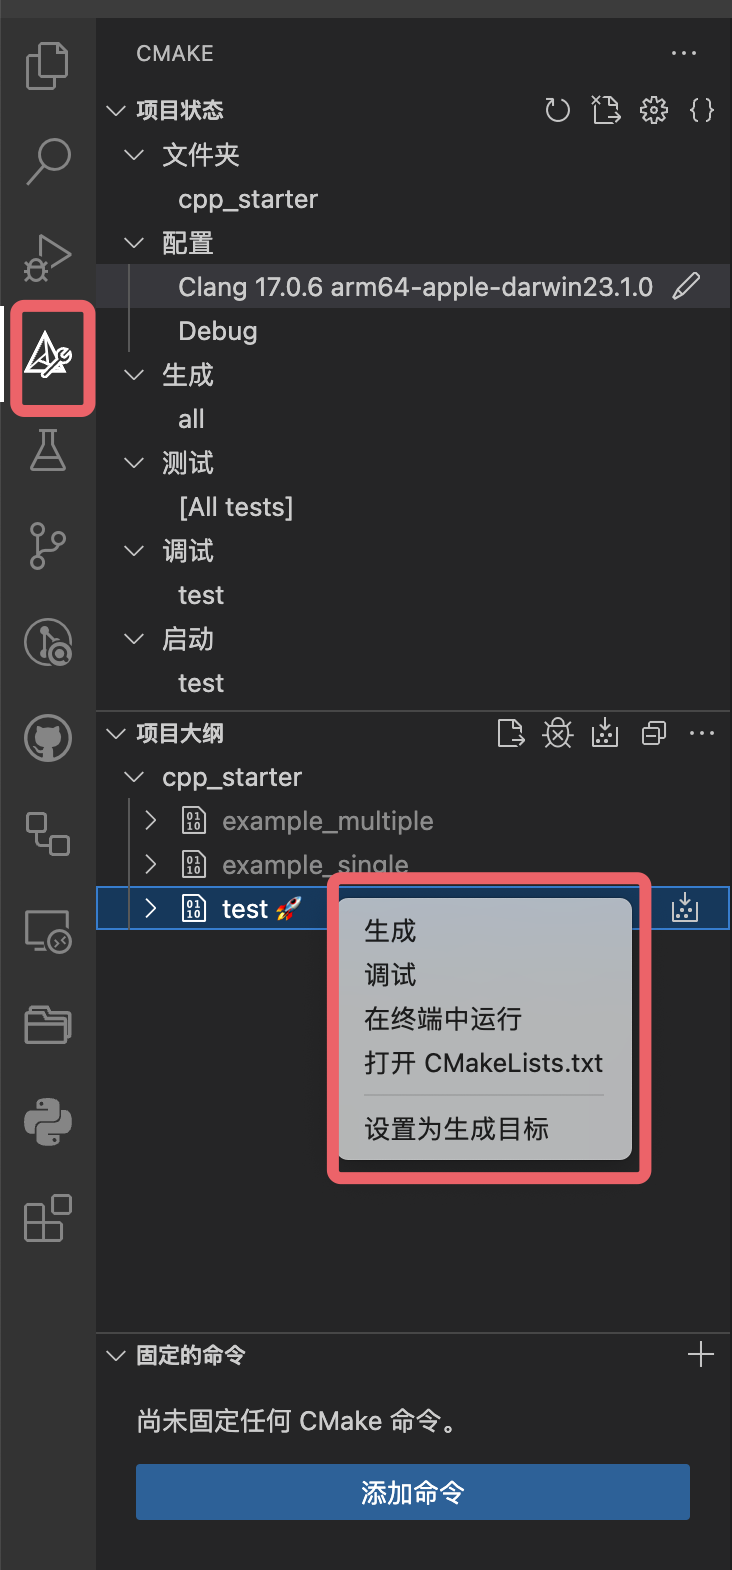 CMAKE
项目状态
文件夹
cpp_starter
配置
Clang 17.0.6 arm64-apple-darwin23.1.0
Debug
生成
all
测试
[All tests]
调试
test
启动
test
项目大纲
cpp_starter
example_multiple
example_single
test 🚀
生成
调试
在终端中运行
打开 CMakeLists.txt
设置为生成目标
固定的命令
尚未固定任何 CMake 命令。
添加命令